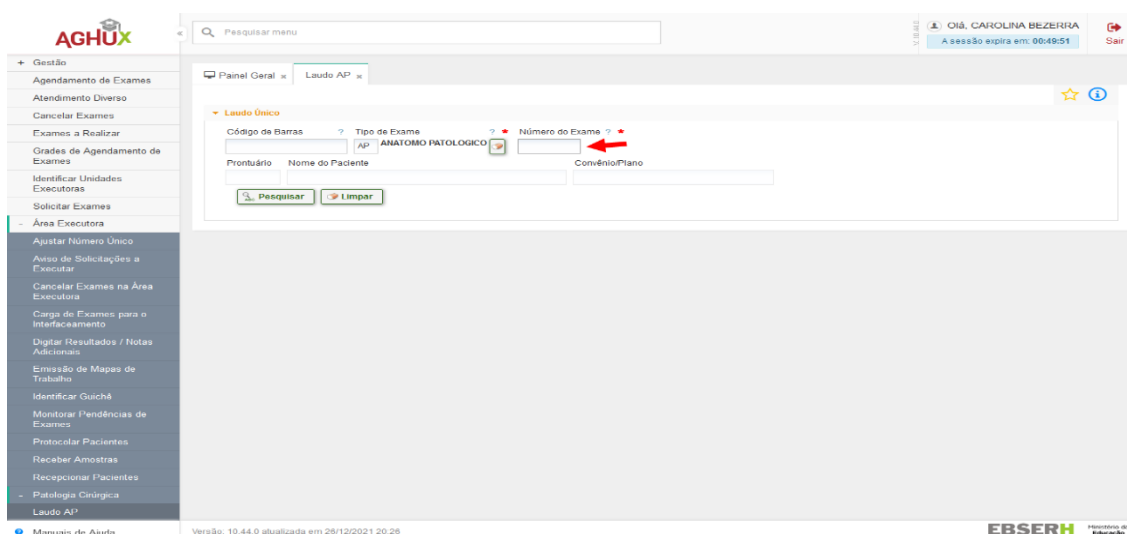 AGHUX
«
Pesquisar menu
Olá, CAROLINA BEZERRA
A sessão expira em: 00:49:51
Sair
+ Gestão
Agendamento de Exames
Atendimento Diverso
Cancelar Exames
Exames a Realizar
Grades de Agendamento de
Exames
Identificar Unidades
Executoras
Solicitar Exames
- Área Executora
Ajustar Número Único
Aviso de Solicitações a
Executar
Cancelar Exames na Área
Executora
Carga de Exames para o
Interfaceamento
Digitar Resultados / Notas
Adicionais
Emissão de Mapas de
Trabalho
Identificar Guichê
Monitorar Pendências de
Exames
Protocolar Pacientes
Receber Amostras
Recepcionar Pacientes
- Patologia Cirúrgica
Laudo AP
Manuais de Ajuda
Painel Geral x Laudo AP x
Laudo Único
Código de Barras ? Tipo de Exame ? * Número do Exame ? *
AP ANATOMO PATOLOGICO
Prontuário Nome do Paciente Convênio/Plano
Pesquisar Limpar
Versão: 10.44.0 atualizada em 26/12/2021 20:26
EBSERH
Ministério da
Educação